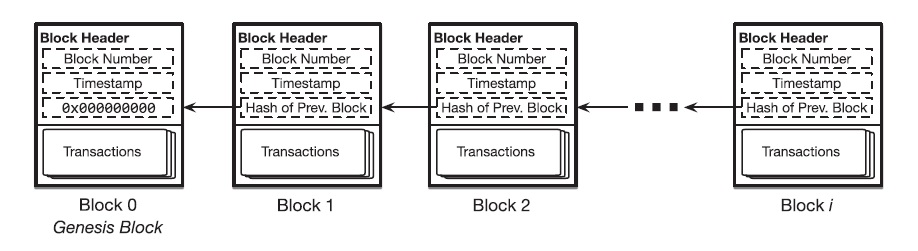 Block Header
Block Number
Timestamp
0x000000000
Transactions
Block 0
Genesis Block
Block Header
Block Number
Timestamp
Hash of Prev. Block
Transactions
Block 1
Block Header
Block Number
Timestamp
Hash of Prev. Block
Transactions
Block 2
Block Header
Block Number
Timestamp
Hash of Prev. Block
Transactions
Block i